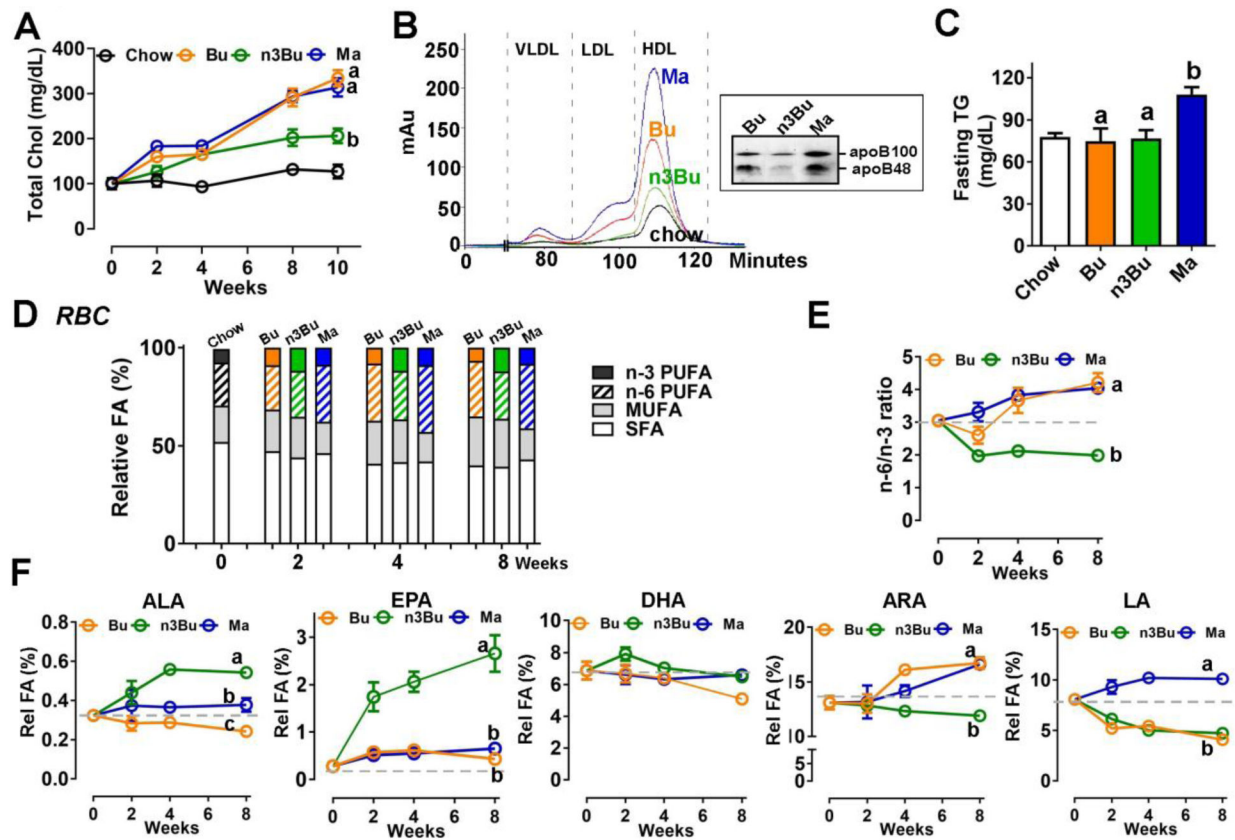 A
Chow Bu n3Bu Ma
Total Chol (mg/dL)
400
300
200
100
0
a
a
b
0 2 4 8 10
Weeks
B
VLDL LDL HDL
mAu
250
200
150
100
50
0
Ma
Bu
n3Bu
chow
80 100 120 Minutes
Bu n3Bu Ma
apoB100
apoB48
C
Fasting TG
(mg/dL)
120
90
60
30
0
a a b
Chow Bu n3Bu Ma
D RBC
Relative FA (%)
100
50
0
Chow Bu n3Bu Ma Bu n3Bu Ma Bu n3Bu Ma
0 2 4 8 Weeks
n-3 PUFA
n-6 PUFA
MUFA
SFA
E
Bu n3Bu Ma
n-6/n-3 ratio
5
4
3
2
1
0
a
b
0 2 4 8
Weeks
F
ALA
Bu n3Bu Ma
Rel FA (%)
0.8
0.6
0.4
0.2
0.0
a
b
c
0 2 4 8
Weeks
EPA
Bu n3Bu Ma
Rel FA (%)
3
2
1
0
a
b
b
0 2 4 8
Weeks
DHA
Bu n3Bu Ma
Rel FA (%)
10
8
6
4
2
0
0 2 4 8
Weeks
ARA
Bu n3Bu Ma
Rel FA (%)
20
15
10
5
0
a
b
0 2 4 8
Weeks
LA
Bu n3Bu Ma
Rel FA (%)
15
10
5
0
a
b
0 2 4 8
Weeks